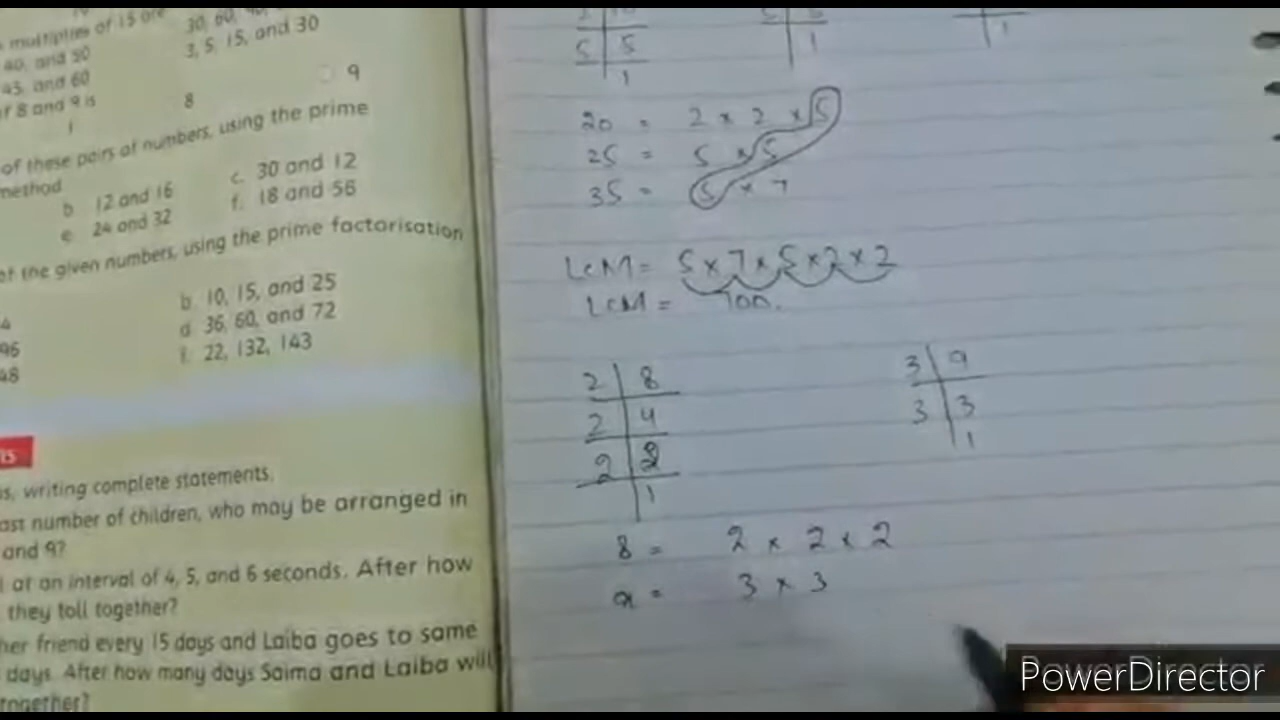 multiples of 15 are
40, and 50
30, 60,
45, and 60
3, 5, 15, and 30
of 8 and 9 is
1
8
9
of these pairs of numbers, using the prime
method
b. 12 and 16
c. 30 and 12
e. 24 and 32
f. 18 and 56
of the given numbers, using the prime factorisation
4
b. 10, 15, and 25
96
d. 36, 60, and 72
48
f. 22, 132, 143
writing complete statements.
number of children, who may be arranged in
and 9?
at an interval of 4, 5, and 6 seconds. After how
they toll together?
her friend every 15 days and Laiba goes to same
days. After how many days Saima and Laiba will
together?
5 | 5 1
1
1
20 = 2 × 2 × 5
25 = 5 × 5
35 = 5 × 7
LCM = 5 × 7 × 5 × 2 × 2
LCM = 700.
2 | 8 3 | 9
2 | 4 3 | 3
2 | 2 1
1
8 = 2 × 2 × 2
9 = 3 × 3
PowerDirector